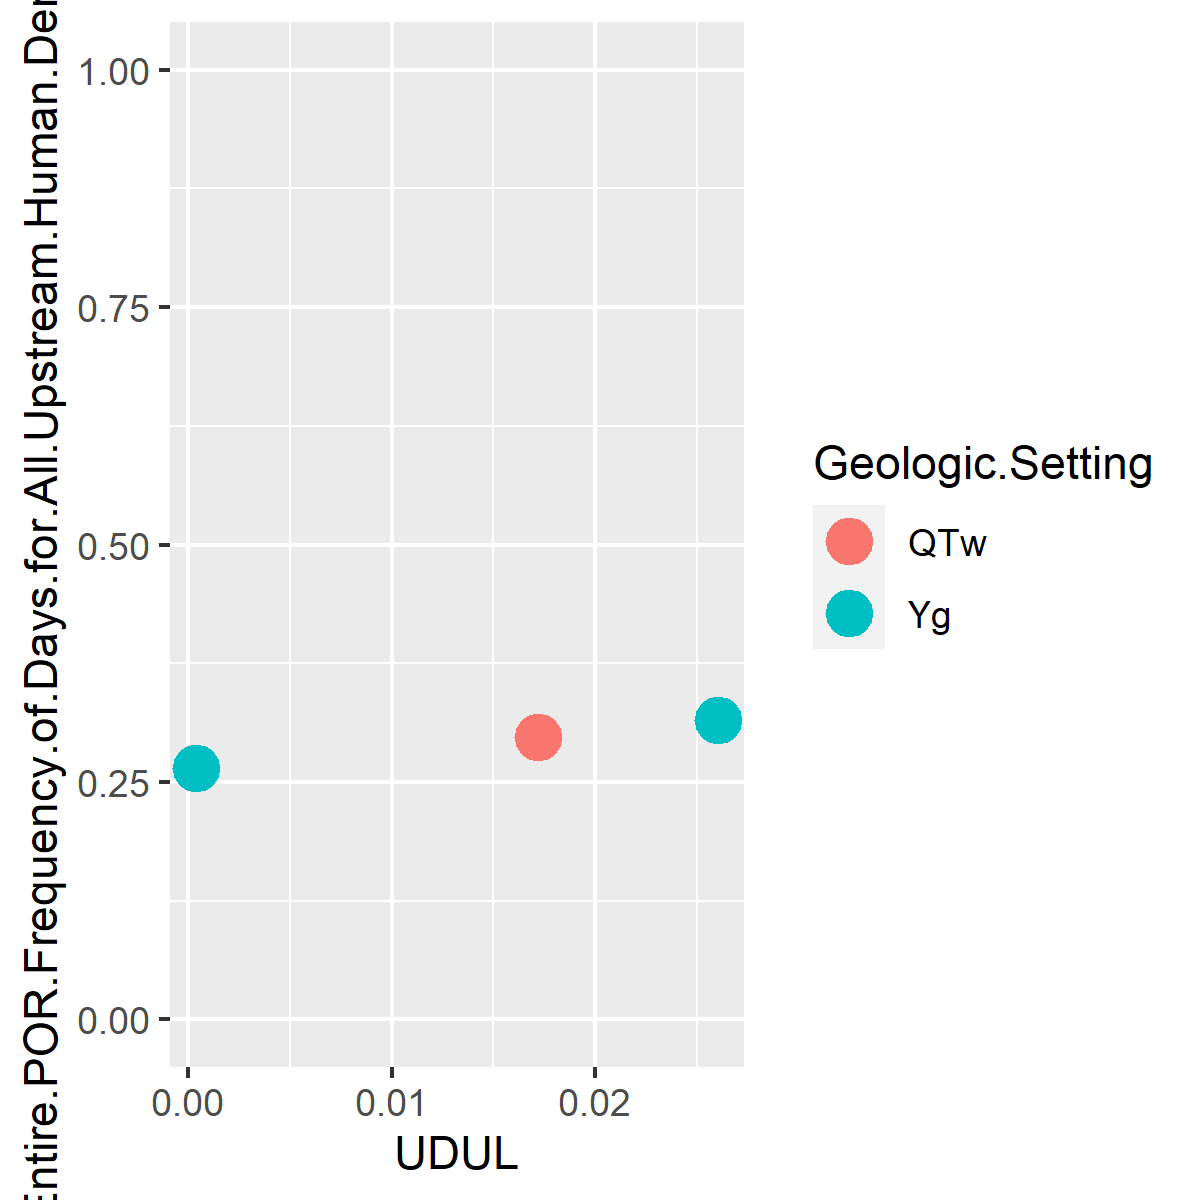 Entire.POR.Frequency.of.Days.for.All.Upstream.Human.Der
1.00
0.75
0.50
0.25
0.00
0.00 0.01 0.02
UDUL
Geologic.Setting
QTw
Yg